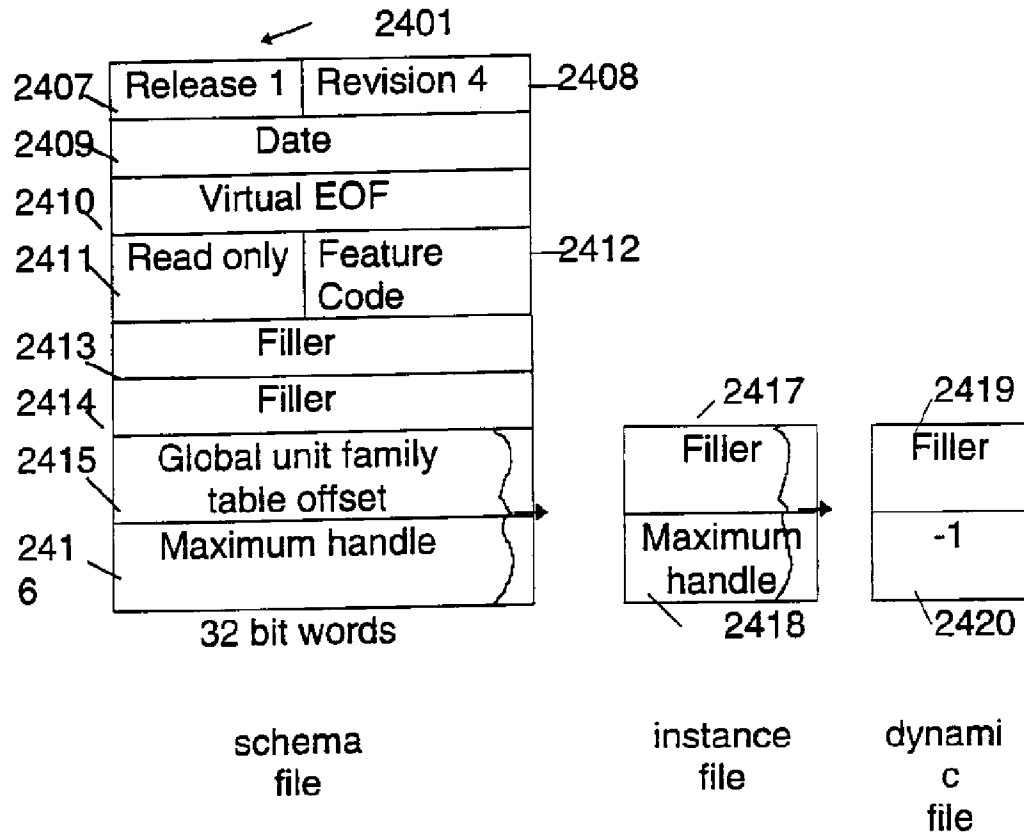 2401
2407 Release 1 Revision 4 2408
2409 Date
2410 Virtual EOF
2411 Read only Feature Code 2412
2413 Filler
2414 Filler
2415 Global unit family table offset
2416 Maximum handle
32 bit words
schema file
2417
Filler
Maximum handle
2418
instance file
2419
Filler
-1
2420
dynami
c
file